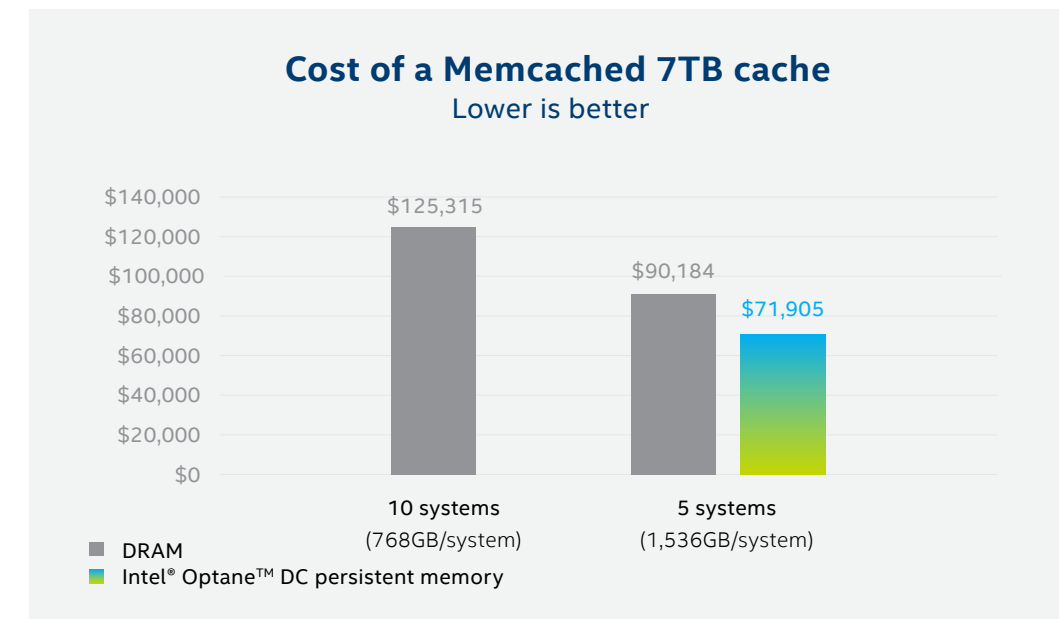 Cost of a Memcached 7TB cache
Lower is better
$140,000
$120,000
$100,000
$80,000
$60,000
$40,000
$20,000
$0
$125,315
$90,184
$71,905
10 systems
(768GB/system)
5 systems
(1,536GB/system)
DRAM
Intel® Optane™ DC persistent memory